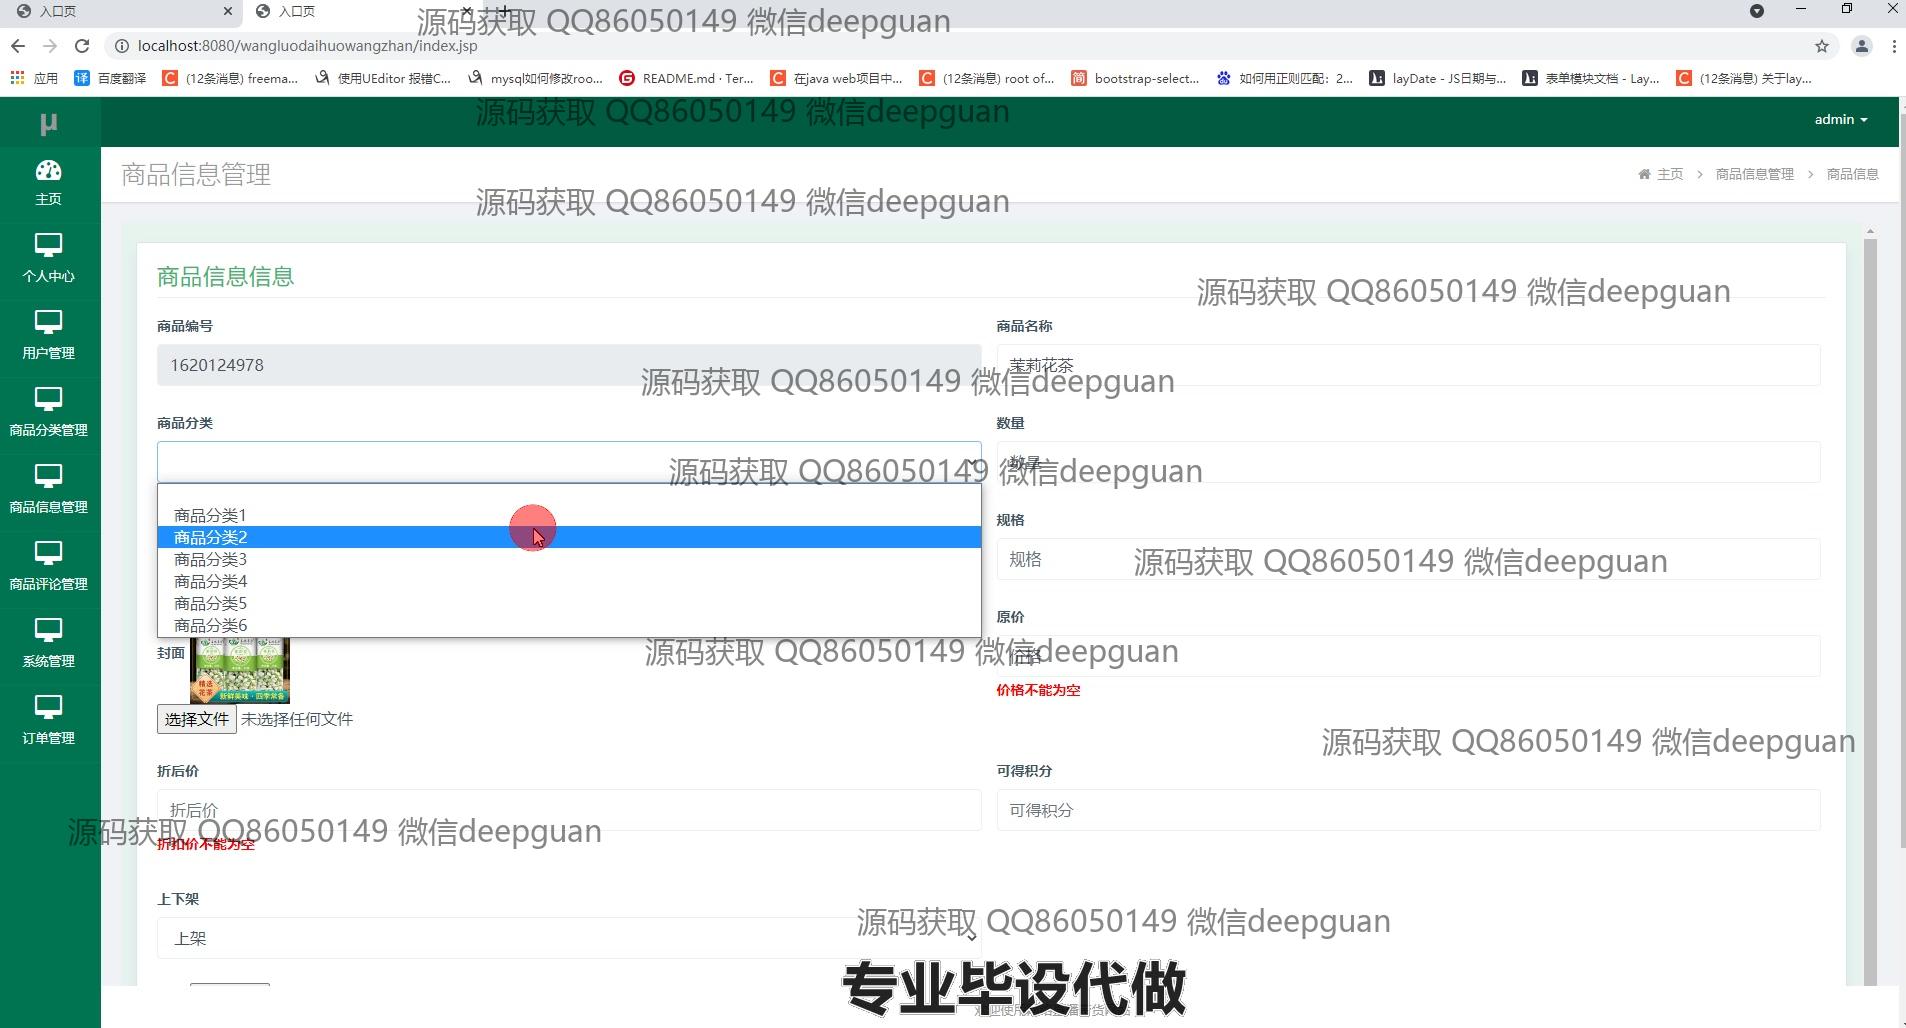 入口页
入口页
源码获取 QQ86050149 微信deepguan
localhost:8080/wangluodaihuowangzhan/index.jsp
应用
百度翻译
(12条消息) freema...
使用UEditor 报错C...
mysql如何修改roo...
README.md · Ter...
在java web项目中...
(12条消息) root of...
bootstrap-select...
如何用正则匹配：2...
layDate - JS日期与...
表单模块文档 - Lay...
(12条消息) 关于lay...
源码获取 QQ86050149 微信deepguan
μ
admin
主页
商品信息管理
主页 > 商品信息管理 > 商品信息
源码获取 QQ86050149 微信deepguan
个人中心
商品信息信息
源码获取 QQ86050149 微信deepguan
商品编号
商品名称
用户管理
1620124978
茉莉花茶
源码获取 QQ86050149 微信deepguan
商品分类
数量
商品分类管理
数量
源码获取 QQ86050149 微信deepguan
商品分类1
商品分类2
商品分类3
商品分类4
商品分类5
商品分类6
规格
规格
商品信息管理
源码获取 QQ86050149 微信deepguan
商品评论管理
原价
价格
源码获取 QQ86050149 微信deepguan
封面
精选
花茶
新鲜美味·四季常备
价格不能为空
系统管理
选择文件 未选择任何文件
订单管理
源码获取 QQ86050149 微信deepguan
折后价
可得积分
折后价
可得积分
源码获取 QQ86050149 微信deepguan
折扣价不能为空
上下架
上架
源码获取 QQ86050149 微信deepguan
专业毕设代做